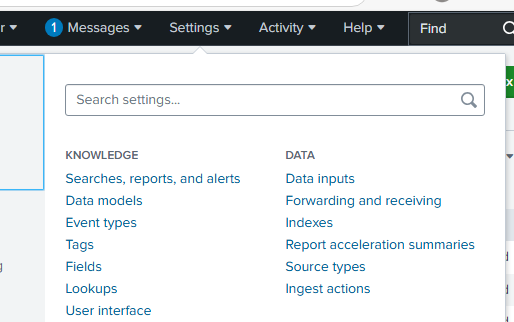 r 1 Messages Settings Activity Help Find
Search settings...
KNOWLEDGE
Searches, reports, and alerts
Data models
Event types
Tags
Fields
Lookups
User interface
DATA
Data inputs
Forwarding and receiving
Indexes
Report acceleration summaries
Source types
Ingest actions